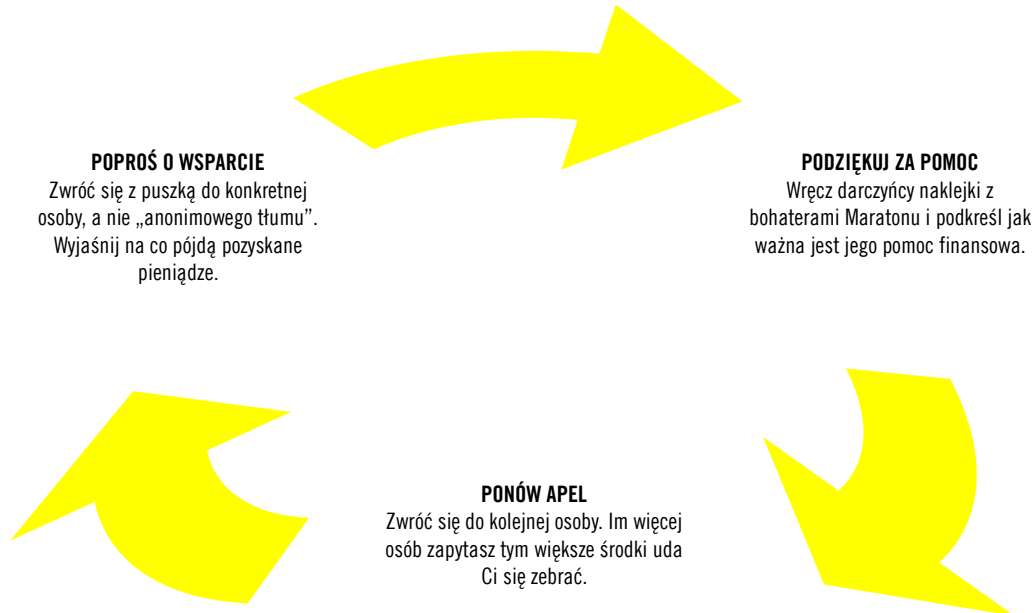 POPROŚ O WSPARCIE
Zwróć się z puszką do konkretnej
osoby, a nie „anonimowego tłumu”.
Wyjaśnij na co pójdą pozyskane
pieniądze.
PODZIĘKUJ ZA POMOC
Wręcz darczyńcy naklejki z
bohaterami Maratonu i podkreśl jak
ważna jest jego pomoc finansowa.
PONÓW APEL
Zwróć się do kolejnej osoby. Im więcej
osób zapytasz tym większe środki uda
Ci się zebrać.